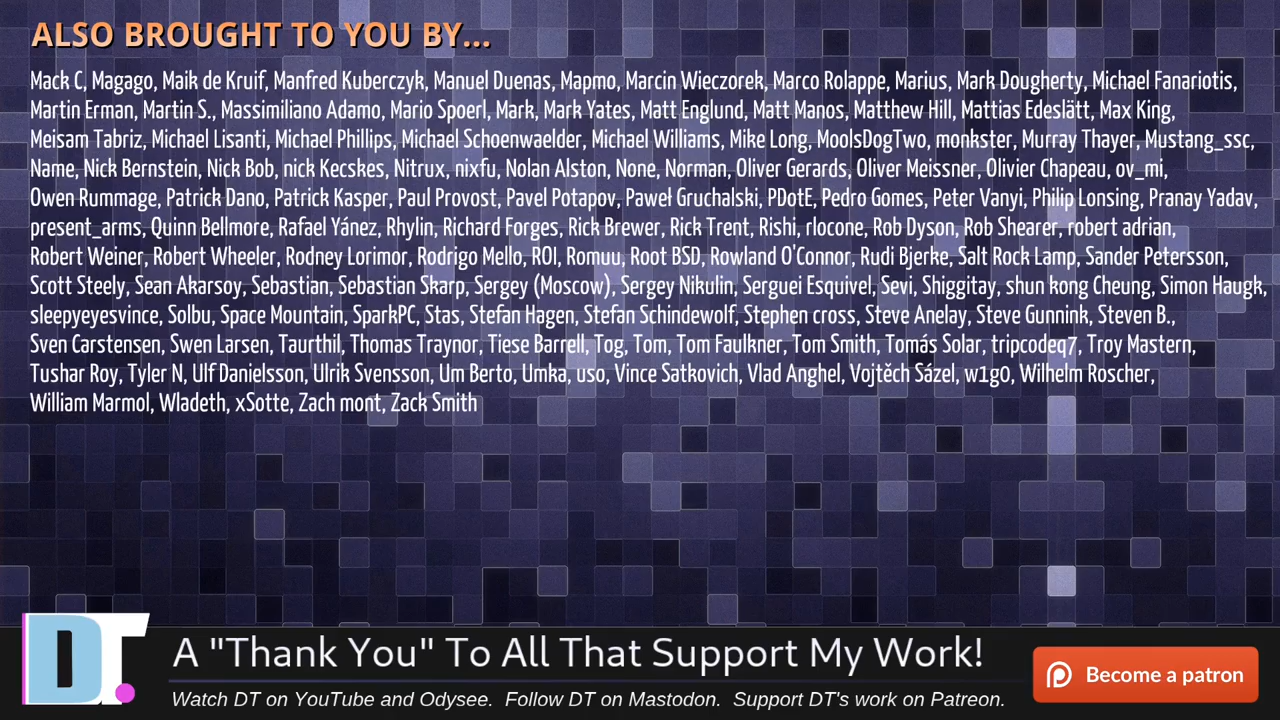 ALSO BROUGHT TO YOU BY...
Mack C, Magago, Maik de Kruif, Manfred Kuberczyk, Manuel Duenas, Mapmo, Marcin Wieczorek, Marco Rolappe, Marius, Mark Dougherty, Michael Fanariotis,
Martin Erman, Martin S., Massimiliano Adamo, Mario Spoerl, Mark, Mark Yates, Matt Englund, Matt Manos, Matthew Hill, Mattias Edeslätt, Max King,
Meisam Tabriz, Michael Lisanti, Michael Phillips, Michael Schoenwaelder, Michael Williams, Mike Long, MoolsDogTwo, monkster, Murray Thayer, Mustang_ssc,
Name, Nick Bernstein, Nick Bob, nick Kecskes, Nitrux, nixfu, Nolan Alston, None, Norman, Oliver Gerards, Oliver Meissner, Olivier Chapeau, ov_mi,
Owen Rummage, Patrick Dano, Patrick Kasper, Paul Provost, Pavel Potapov, Paweł Gruchalski, PDotE, Pedro Gomes, Peter Vanyi, Philip Lonsing, Pranay Yadav,
present_arms, Quinn Bellmore, Rafael Yánez, Rhylin, Richard Forges, Rick Brewer, Rick Trent, Rishi, rlocone, Rob Dyson, Rob Shearer, robert adrian,
Robert Weiner, Robert Wheeler, Rodney Lorimor, Rodrigo Mello, ROI, Romuu, Root BSD, Rowland O'Connor, Rudi Bjerke, Salt Rock Lamp, Sander Petersson,
Scott Steely, Sean Akarsoy, Sebastian, Sebastian Skarp, Sergey (Moscow), Sergey Nikulin, Serguei Esquivel, Sevi, Shiggitay, shun kong Cheung, Simon Haugk,
sleepyeyesvince, Solbu, Space Mountain, SparkPC, Stas, Stefan Hagen, Stefan Schindewolf, Stephen cross, Steve Anelay, Steve Gunnink, Steven B.,
Sven Carstensen, Swen Larsen, Taurthil, Thomas Traynor, Tiese Barrell, Tog, Tom, Tom Faulkner, Tom Smith, Tomás Solar, tripcodeq7, Troy Mastern,
Tushar Roy, Tyler N, Ulf Danielsson, Ulrik Svensson, Um Berto, Umka, uso, Vince Satkovich, Vlad Anghel, Vojtěch Sázel, w1g0, Wilhelm Roscher,
William Marmol, Wladeth, xSotte, Zach mont, Zack Smith
DT
A "Thank You" To All That Support My Work!
Become a patron
Watch DT on YouTube and Odysee. Follow DT on Mastodon. Support DT's work on Patreon.